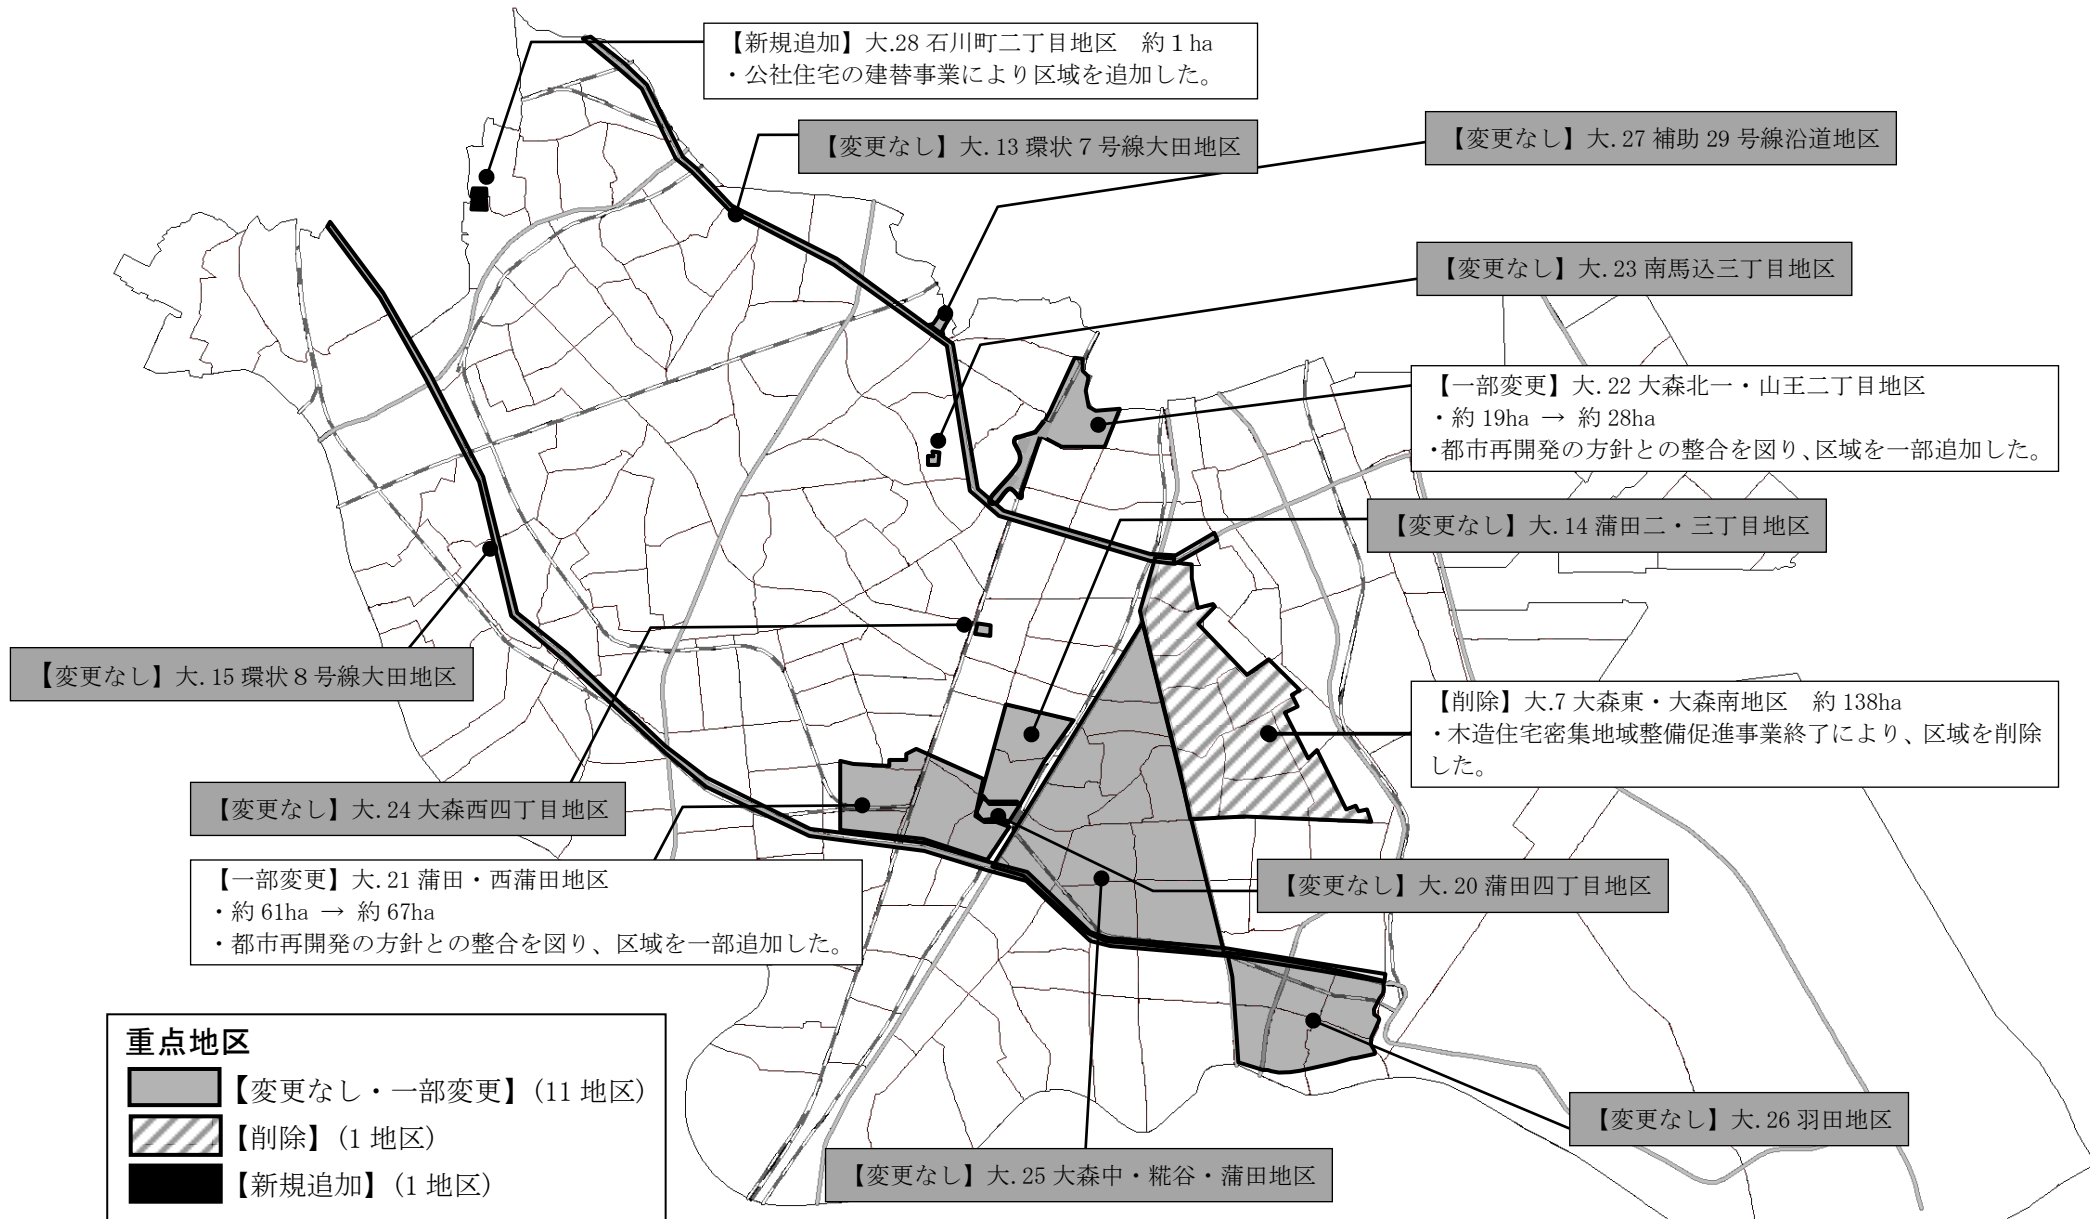 【新規追加】大.28 石川町二丁目地区　約１ha
・公社住宅の建替事業により区域を追加した。
【変更なし】大.13 環状７号線大田地区
【変更なし】大.27 補助 29 号線沿道地区
【変更なし】大.23 南馬込三丁目地区
【一部変更】大.22 大森北一・山王二丁目地区
・約 19ha → 約 28ha
・都市再開発の方針との整合を図り、区域を一部追加した。
【変更なし】大.14 蒲田二・三丁目地区
【変更なし】大.15 環状８号線大田地区
【削除】大.7 大森東・大森南地区　約 138ha
・木造住宅密集地域整備促進事業終了により、区域を削除
した。
【変更なし】大.24 大森西四丁目地区
【一部変更】大.21 蒲田・西蒲田地区
・約 61ha → 約 67ha
・都市再開発の方針との整合を図り、区域を一部追加した。
【変更なし】大.20 蒲田四丁目地区
【変更なし】大.26 羽田地区
【変更なし】大.25 大森中・糀谷・蒲田地区
重点地区
【変更なし・一部変更】（11 地区）
【削除】（1 地区）
【新規追加】（1 地区）